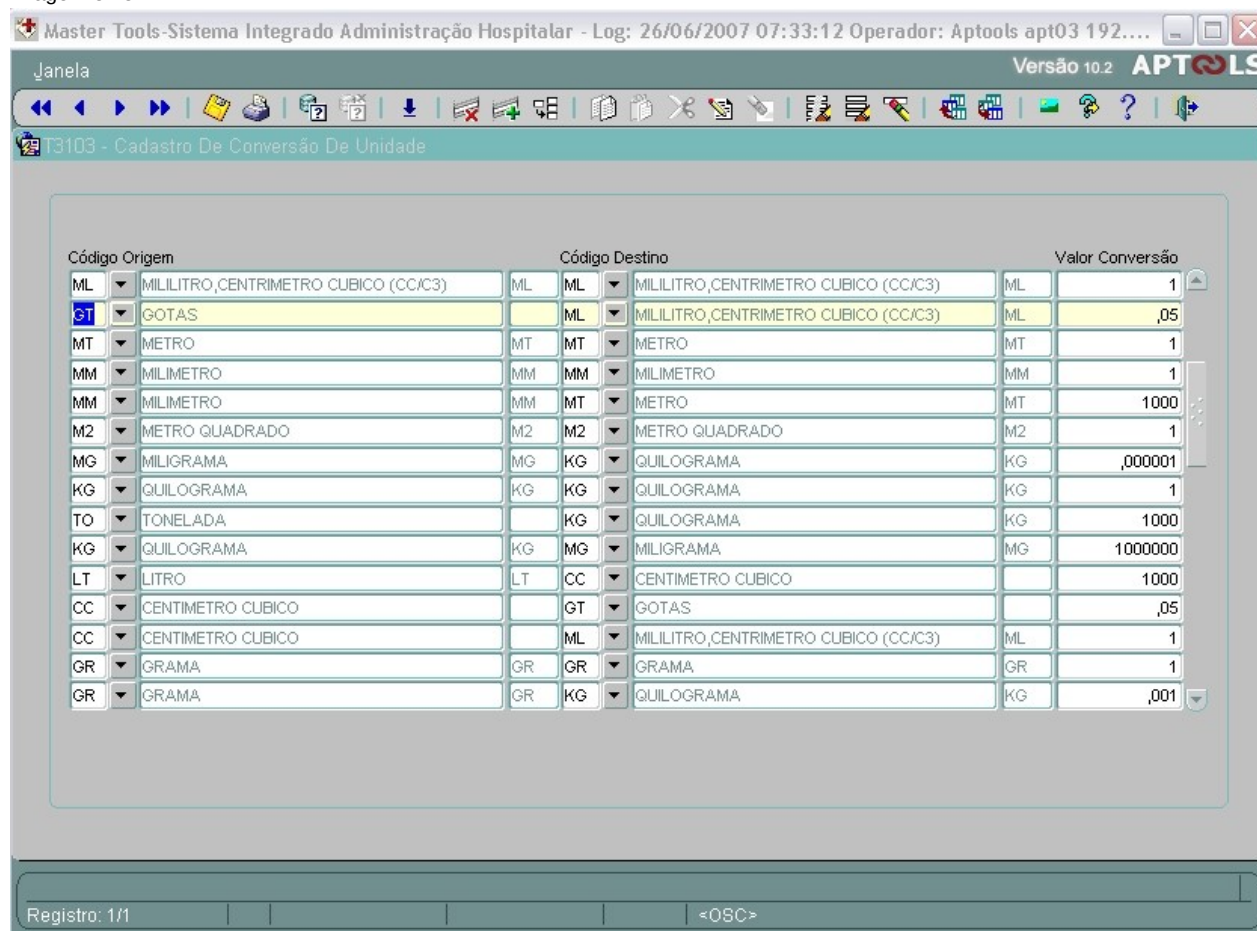 Master Tools-Sistema Integrado Administração Hospitalar - Log: 26/06/2007 07:33:12 Operador: Aptools apt03 192....
Janela Versão 10.2 APTOOLS
T3103 - Cadastro De Conversão De Unidade
Código Origem Código Destino Valor Conversão
ML MILILITRO,CENTRIMETRO CUBICO (CC/C3) ML ML MILILITRO,CENTRIMETRO CUBICO (CC/C3) ML 1
GT GOTAS ML MILILITRO,CENTRIMETRO CUBICO (CC/C3) ML ,05
MT METRO MT MT METRO MT 1
MM MILIMETRO MM MM MILIMETRO MM 1
MM MILIMETRO MM MT METRO MT 1000
M2 METRO QUADRADO M2 M2 METRO QUADRADO M2 1
MG MILIGRAMA MG KG QUILOGRAMA KG ,000001
KG QUILOGRAMA KG KG QUILOGRAMA KG 1
TO TONELADA KG QUILOGRAMA KG 1000
KG QUILOGRAMA KG MG MILIGRAMA MG 1000000
LT LITRO LT CC CENTIMETRO CUBICO 1000
CC CENTIMETRO CUBICO GT GOTAS ,05
CC CENTIMETRO CUBICO ML MILILITRO,CENTRIMETRO CUBICO (CC/C3) ML 1
GR GRAMA GR GR GRAMA GR 1
GR GRAMA GR KG QUILOGRAMA KG ,001
Registro: 1/1 <OSC>